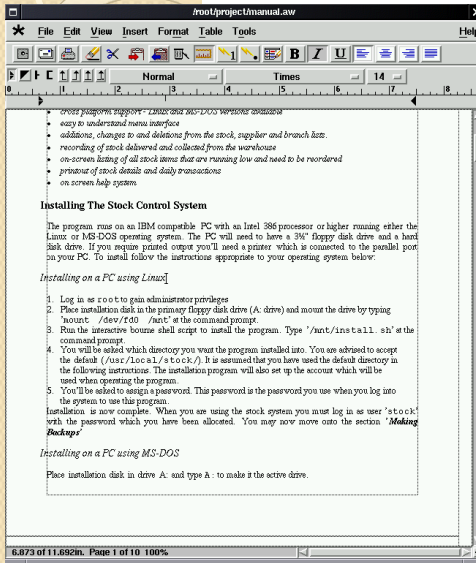 /root/project/manual.aw
File Edit View Insert Format Table Tools Help
B I U
Normal Times 14
0 1 2 3 4 5 6 7 8
• cross platform support - Linux and MS-DOS versions available
• easy to understand menu interface
• additions, changes to and deletions from the stock, supplier and branch lists.
• recording of stock delivered and collected from the warehouse
• on-screen listing of all stock items that are running low and need to be reordered
• printout of stock details and daily transactions
• on screen help system
Installing The Stock Control System
The program runs on an IBM compatible PC with an Intel 386 processor or higher running either the
Linux or MS-DOS operating system. The PC will need to have a 3½" floppy disk drive and a hard
disk drive. If you require printed output you'll need a printer which is connected to the parallel port
on your PC. To install follow the instructions appropriate to your operating system below:
Installing on a PC using Linux
1. Log in as root to gain administrator privileges
2. Place installation disk in the primary floppy disk drive (A: drive) and mount the drive by typing
'mount /dev/fd0 /mnt' at the command prompt.
3. Run the interactive bourne shell script to install the program. Type '/mnt/install.sh' at the
command prompt.
4. You will be asked which directory you want the program installed into. You are advised to accept
the default (/usr/local/stock/). It is assumed that you have used the default directory in
the following instructions. The installation program will also set up the account which will be
used when operating the program.
5. You'll be asked to assign a password. This password is the password you use when you log into
the system to use this program.
Installation is now complete. When you are using the stock system you must log in as user 'stock'
with the password which you have been allocated. You may now move onto the section 'Making
Backups'
Installing on a PC using MS-DOS
Place installation disk in drive A: and type A: to make it the active drive.
6.873 of 11.692in. Page 1 of 10 100%